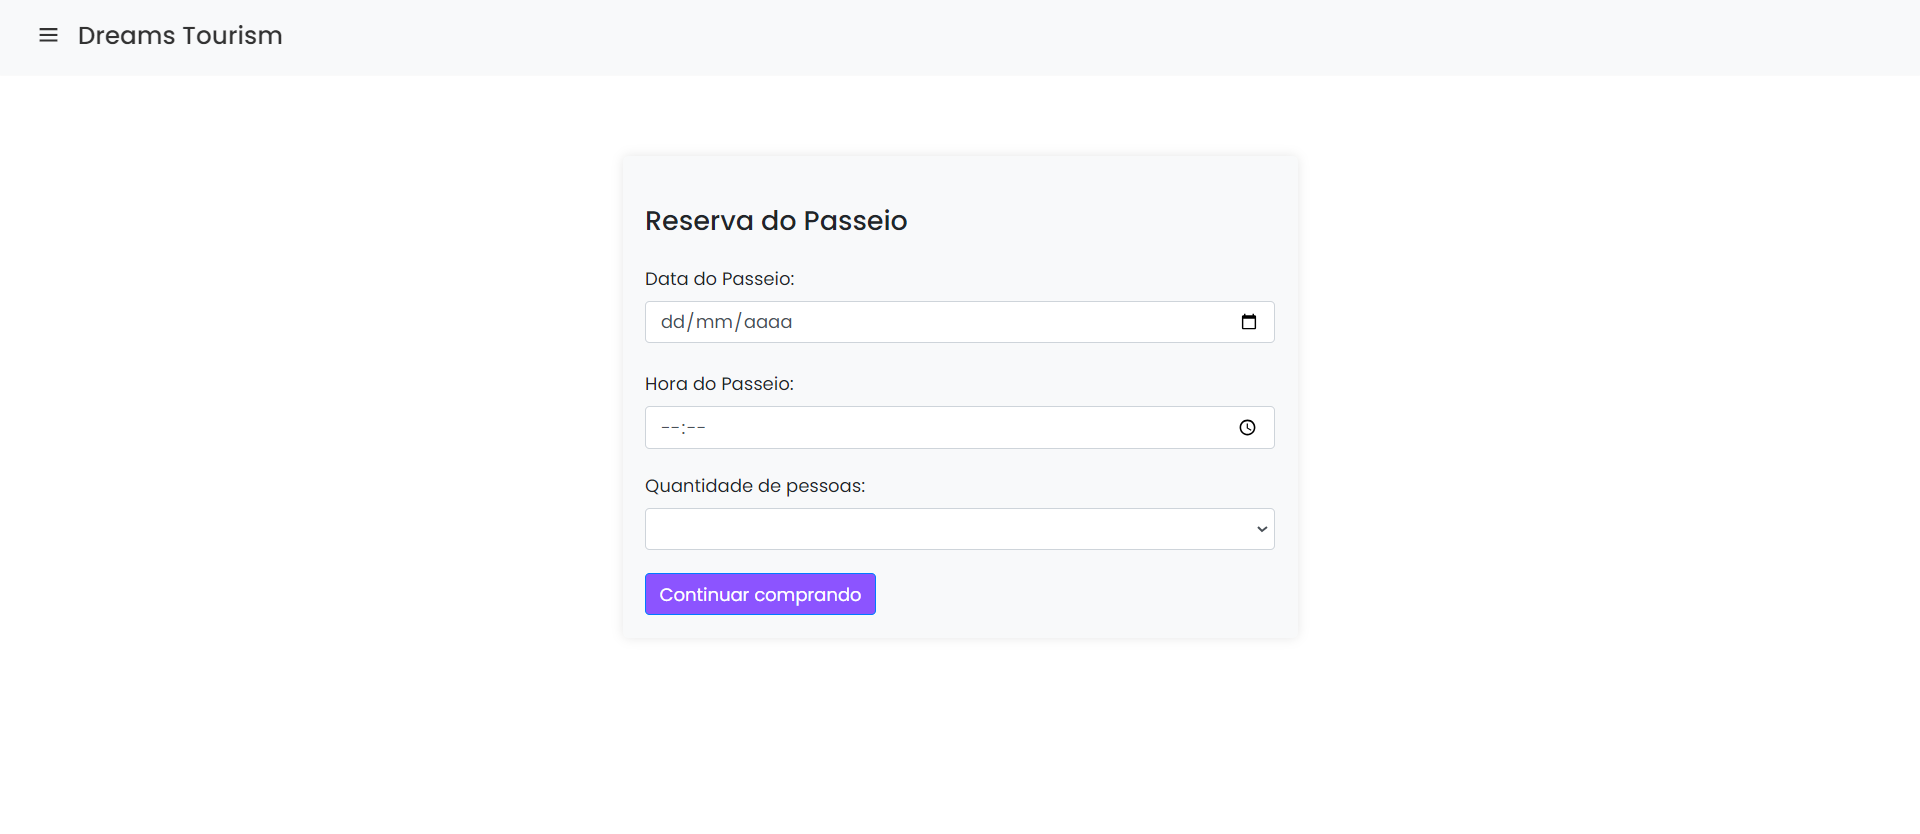 Dreams Tourism
Reserva do Passeio
Data do Passeio:
dd/mm/aaaa
Hora do Passeio:
--:--
Quantidade de pessoas:
Continuar comprando